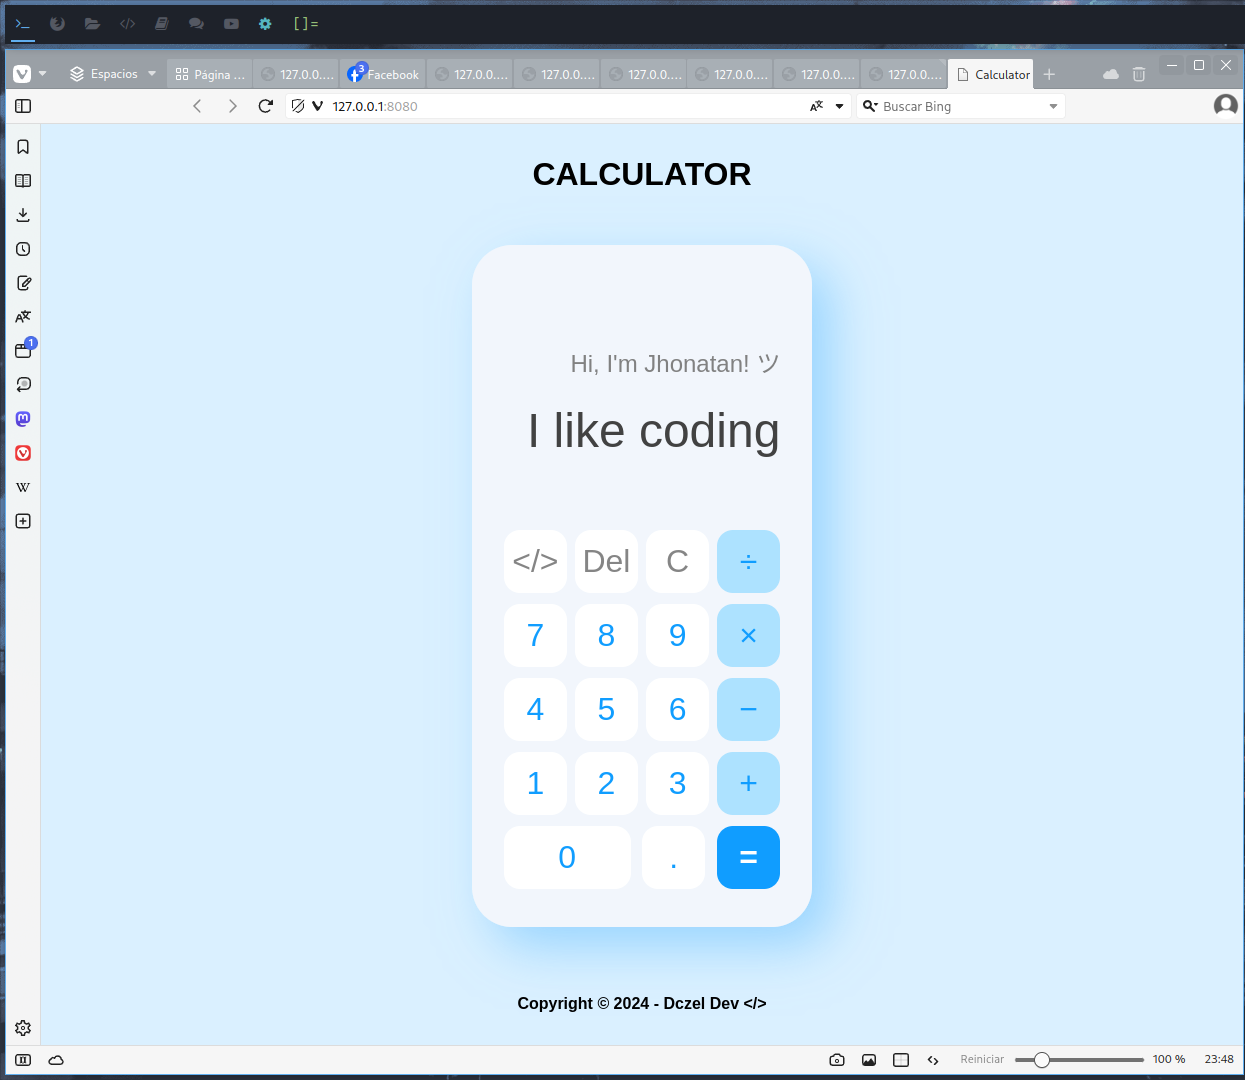 []=
Espacios
Página ...
127.0.0....
3
Facebook
127.0.0....
127.0.0....
127.0.0....
127.0.0....
127.0.0....
127.0.0....
Calculator
127.0.0.1:8080
Buscar Bing
CALCULATOR
Hi, I'm Jhonatan! ツ
I like coding
</> Del C ÷
7 8 9 ×
4 5 6 −
1 2 3 +
0 . =
1
W
Copyright © 2024 - Dczel Dev </>
Reiniciar
100 %
23:48